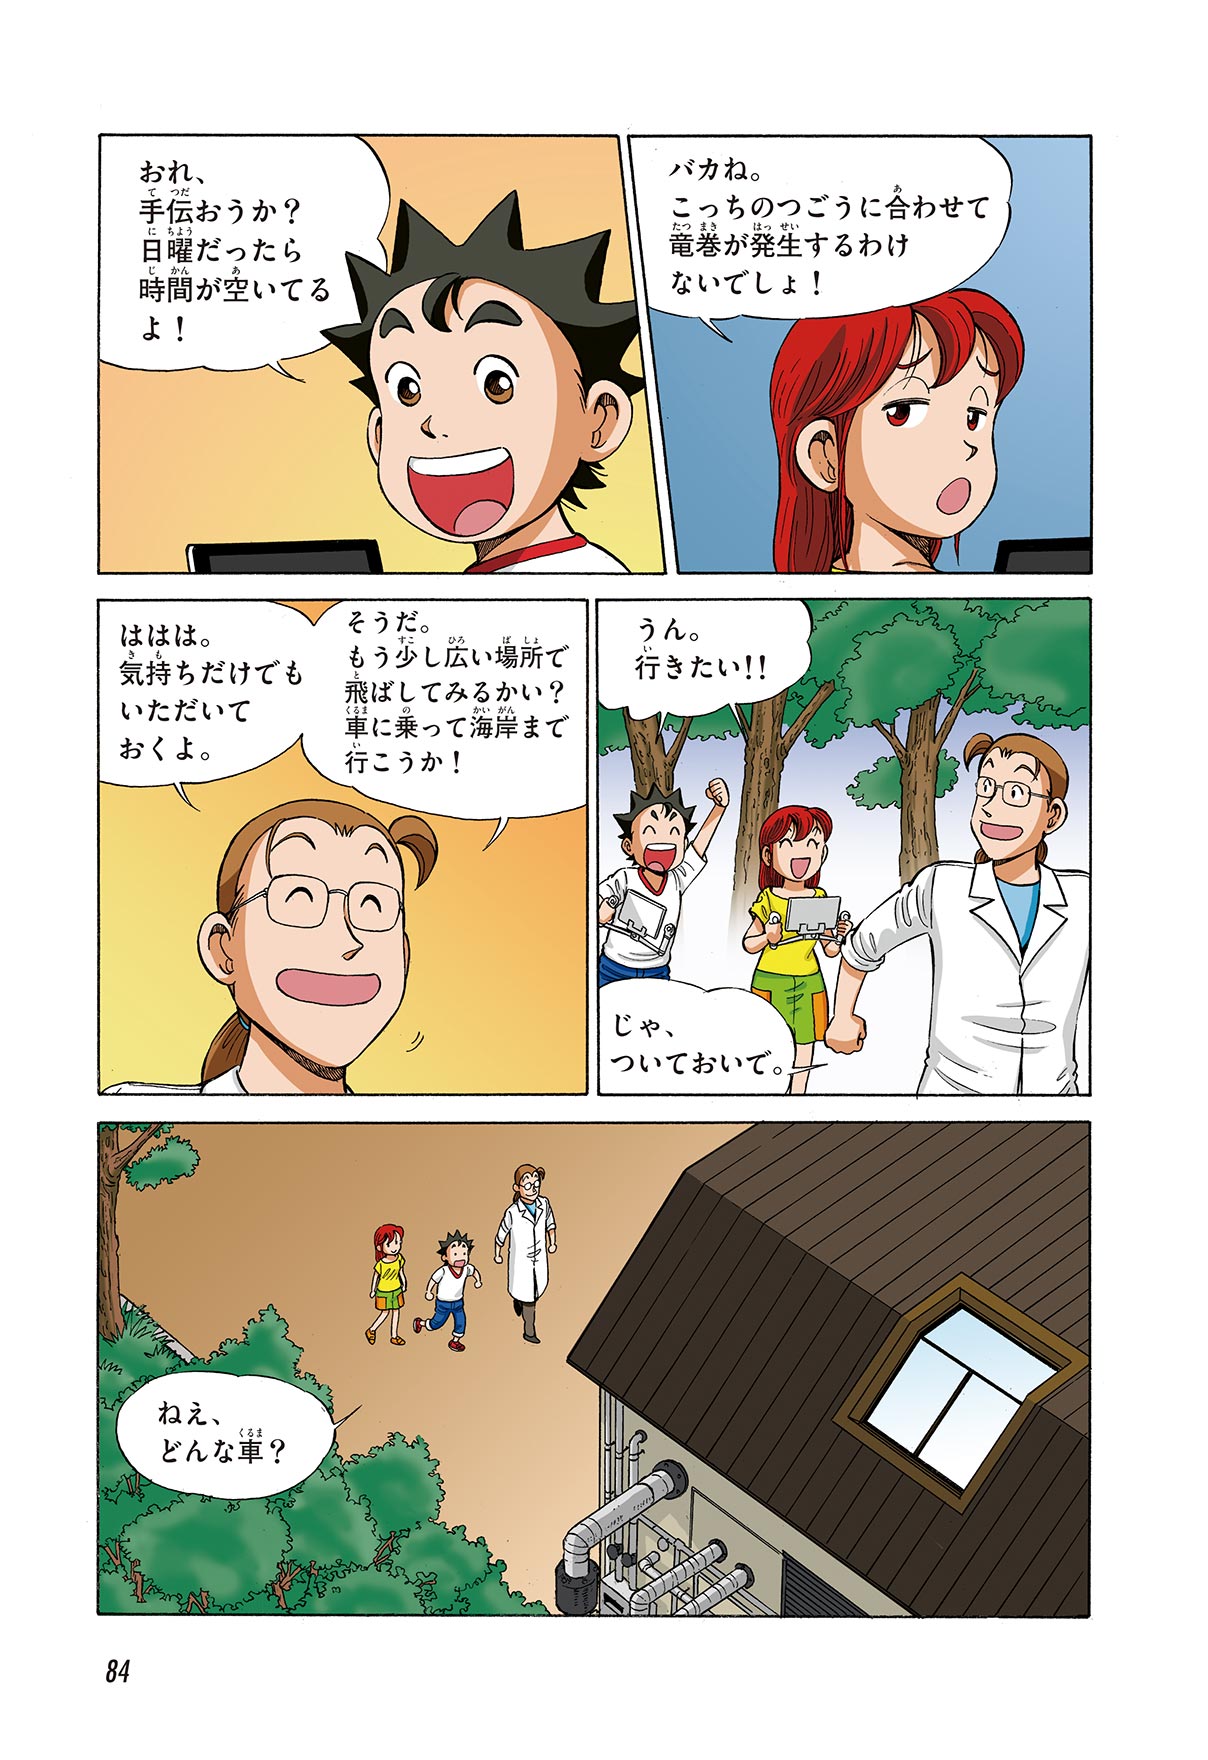 おれ、
手伝おうか？
日曜だったら
時間が空いてる
よ！
バカね。
こっちのつごうに合わせて
竜巻が発生するわけ
ないでしょ！
ははは。
気持ちだけでも
いただいて
おくよ。
そうだ。
もう少し広い場所で
飛ばしてみるかい？
車に乗って海岸まで
行こうか！
うん。
行きたい!!
じゃ、
ついておいで。
ねえ、
どんな車？
84